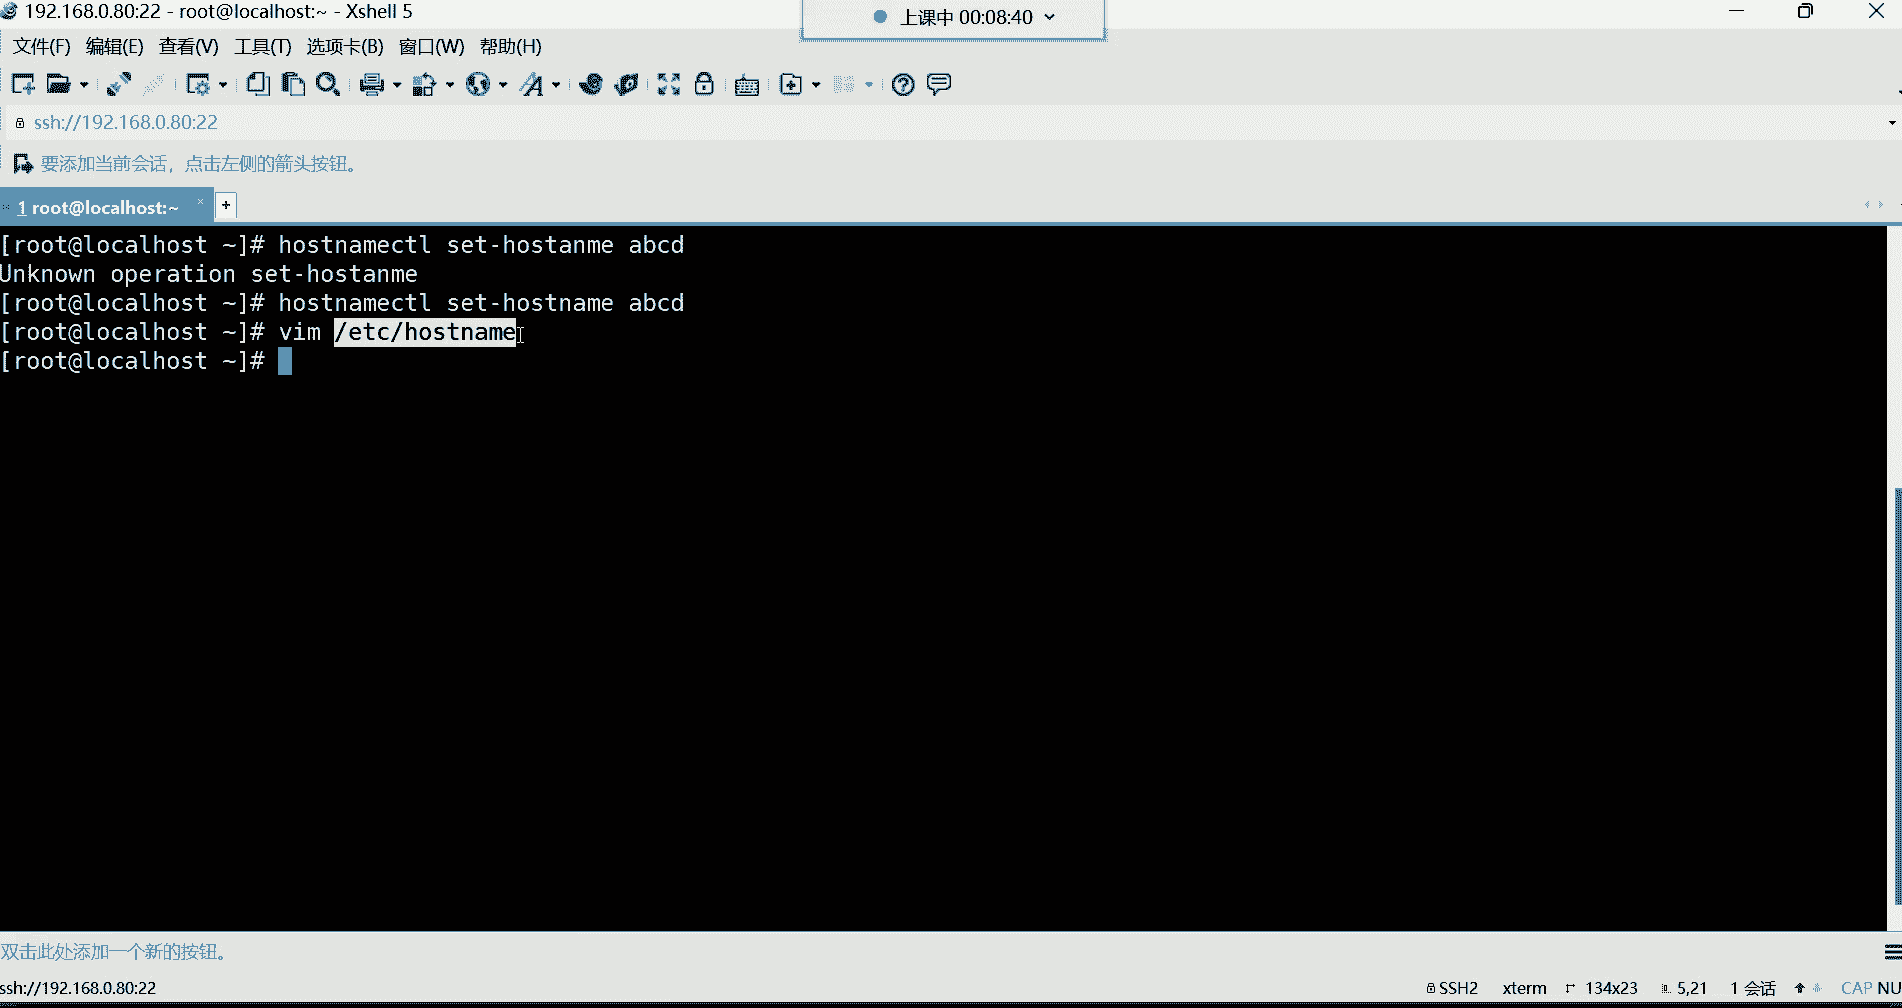 192.168.0.80:22 - root@localhost:~ - Xshell 5
上课中 00:08:40
文件(F) 编辑(E) 查看(V) 工具(T) 选项卡(B) 窗口(W) 帮助(H)
ssh://192.168.0.80:22
要添加当前会话，点击左侧的箭头按钮。
1 root@localhost:~ × +
[root@localhost ~]# hostnamectl set-hostanme abcd
Unknown operation set-hostanme
[root@localhost ~]# hostnamectl set-hostname abcd
[root@localhost ~]# vim /etc/hostname
[root@localhost ~]#
双击此处添加一个新的按钮。
ssh://192.168.0.80:22 SSH2 xterm 134x23 5,21 1 会话 CAP NU